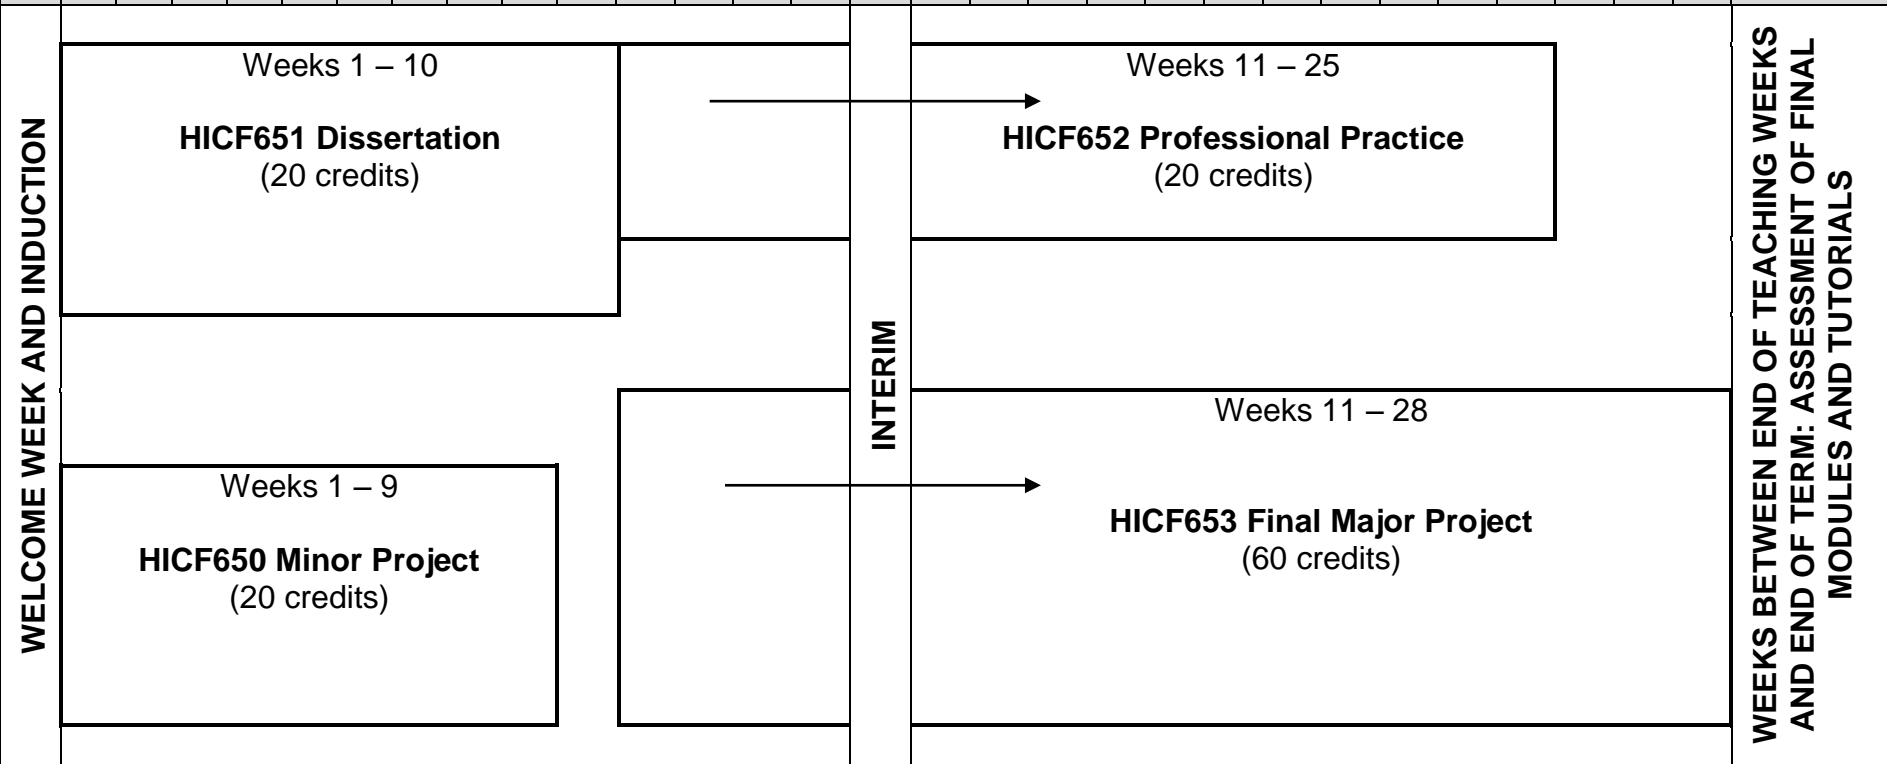 WELCOME WEEK AND INDUCTION
Weeks 1 – 10
HICF651 Dissertation
(20 credits)
Weeks 1 – 9
HICF650 Minor Project
(20 credits)
INTERIM
Weeks 11 – 25
HICF652 Professional Practice
(20 credits)
Weeks 11 – 28
HICF653 Final Major Project
(60 credits)
WEEKS BETWEEN END OF TEACHING WEEKS
AND END OF TERM: ASSESSMENT OF FINAL
MODULES AND TUTORIALS